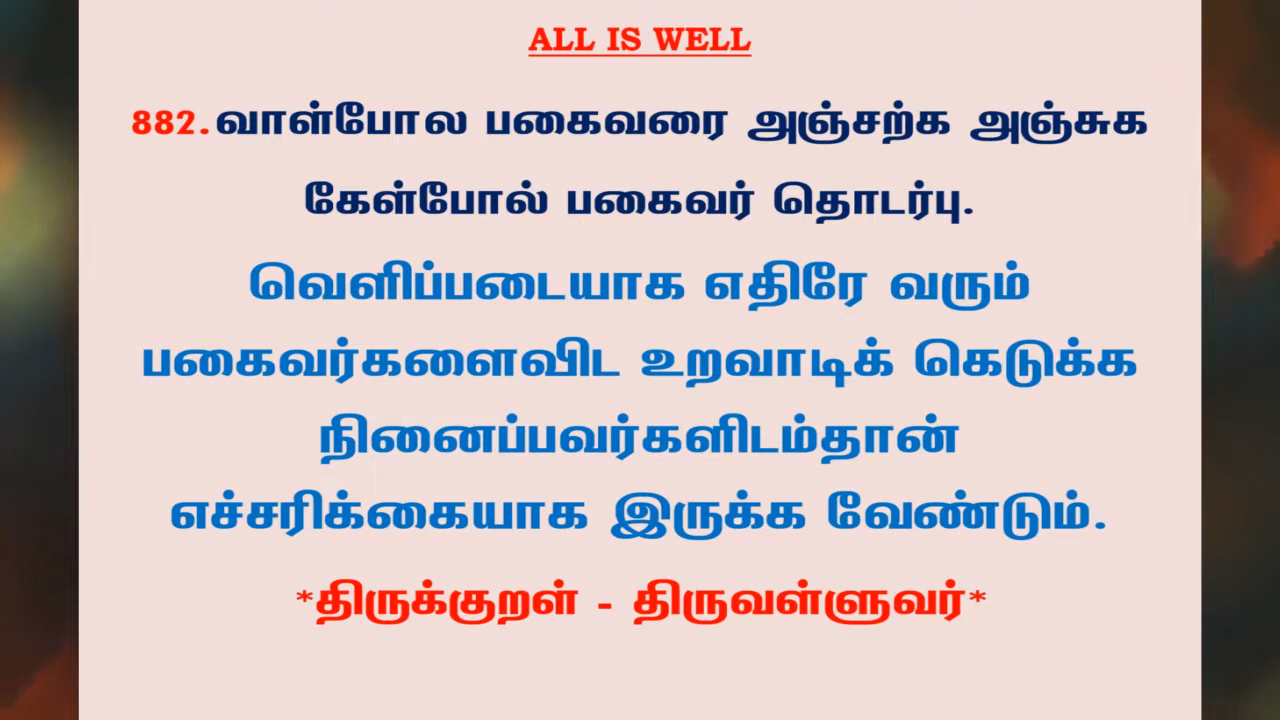 ALL IS WELL
882.வாள்போல பகைவரை அஞ்சற்க அஞ்சுக
கேள்போல் பகைவர் தொடர்பு.
வெளிப்படையாக எதிரே வரும்
பகைவர்களைவிட உறவாடிக் கெடுக்க
நினைப்பவர்களிடம்தான்
எச்சரிக்கையாக இருக்க வேண்டும்.
*திருக்குறள் - திருவள்ளுவர்*